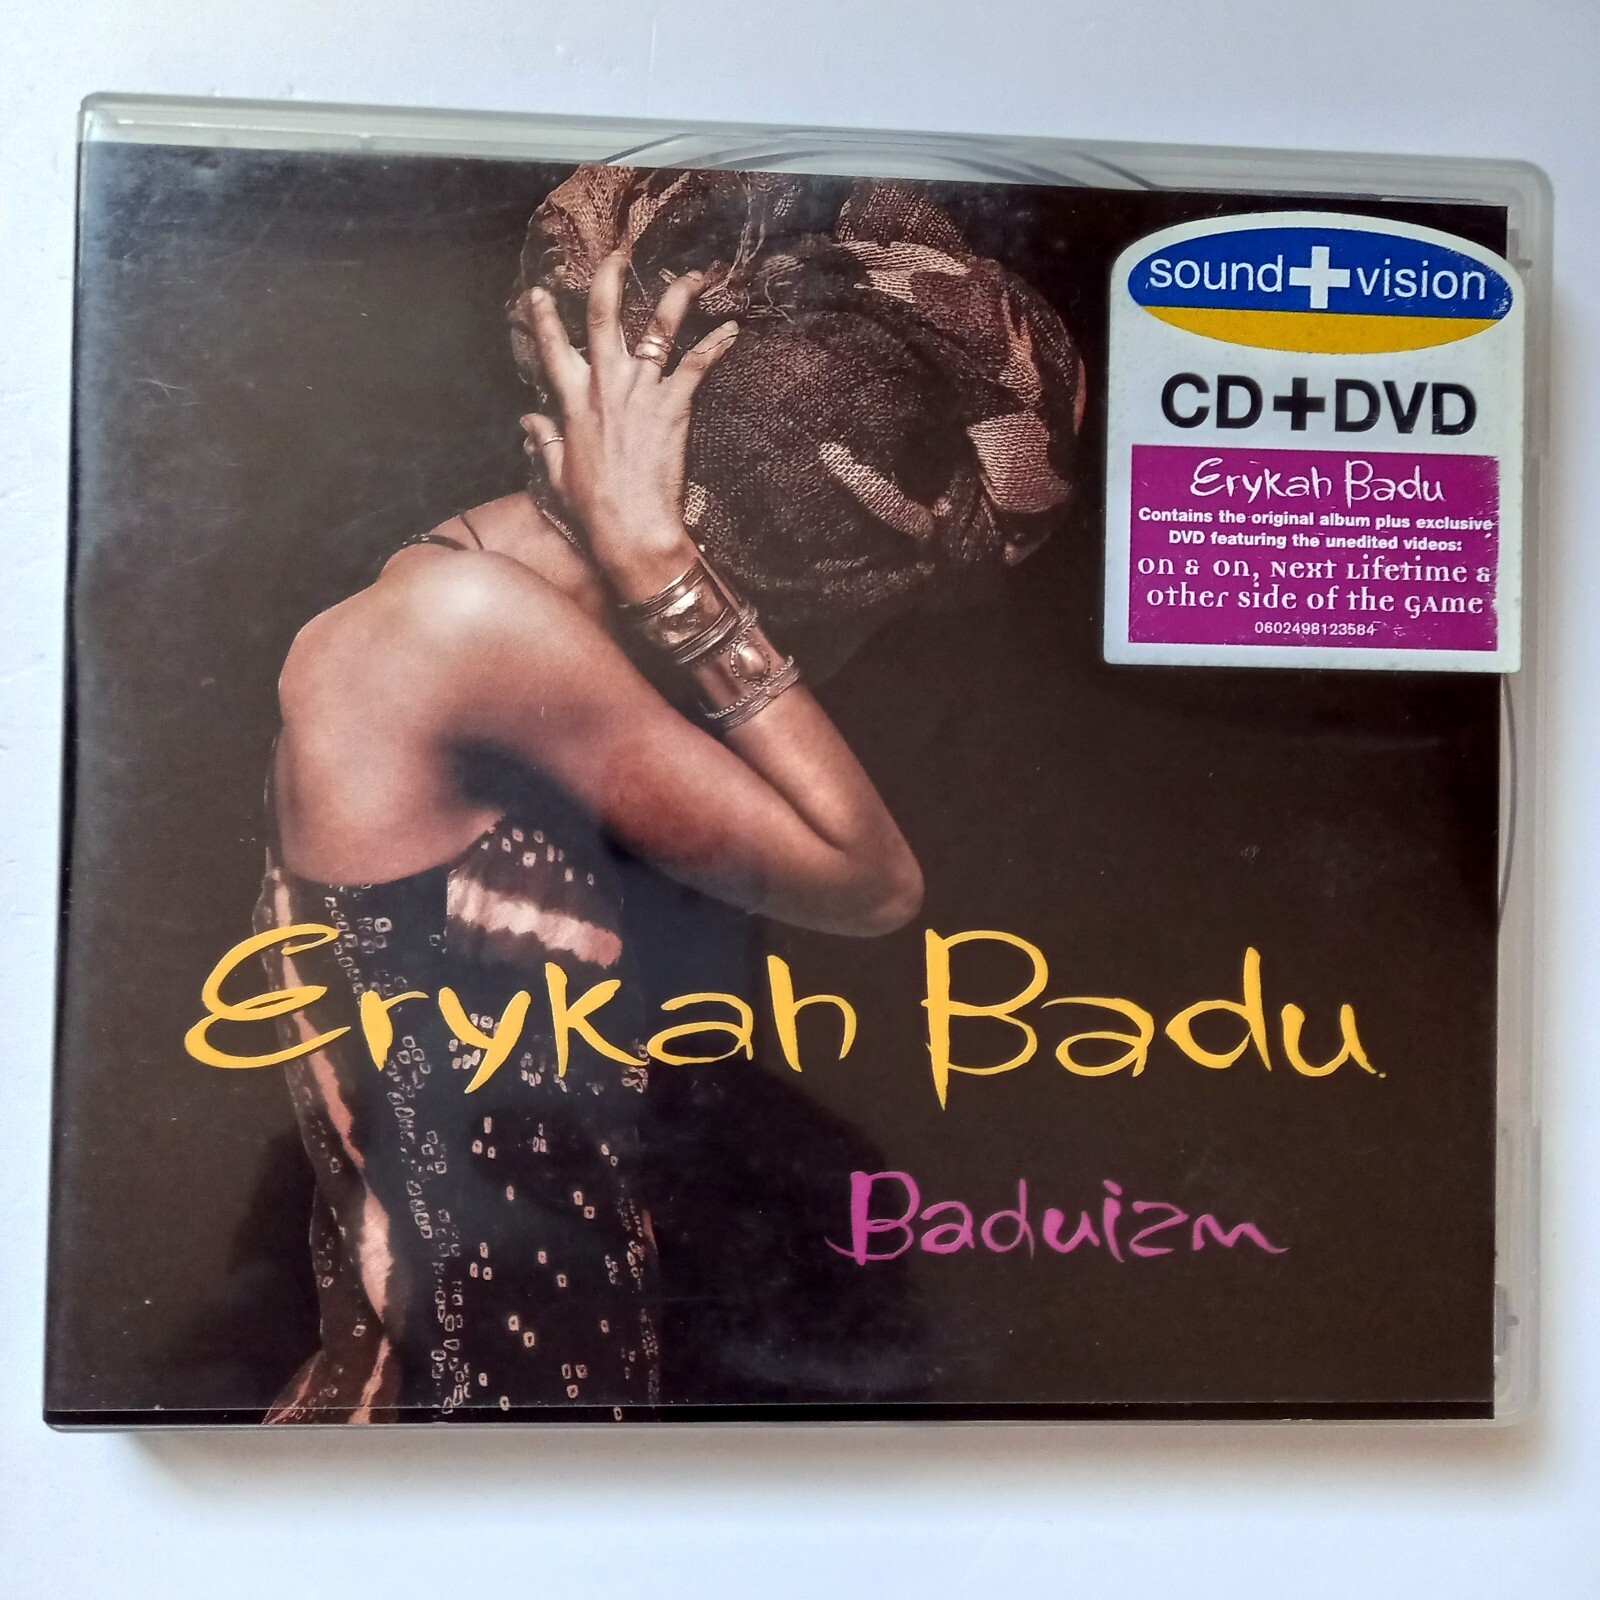 sound+vision
CD+DVD
Erykah Badu
Contains the original album plus exclusive
DVD featuring the unedited videos:
on & on, Next Lifetime &
other side of the game
0602498123584
Erykah Badu
Baduizm